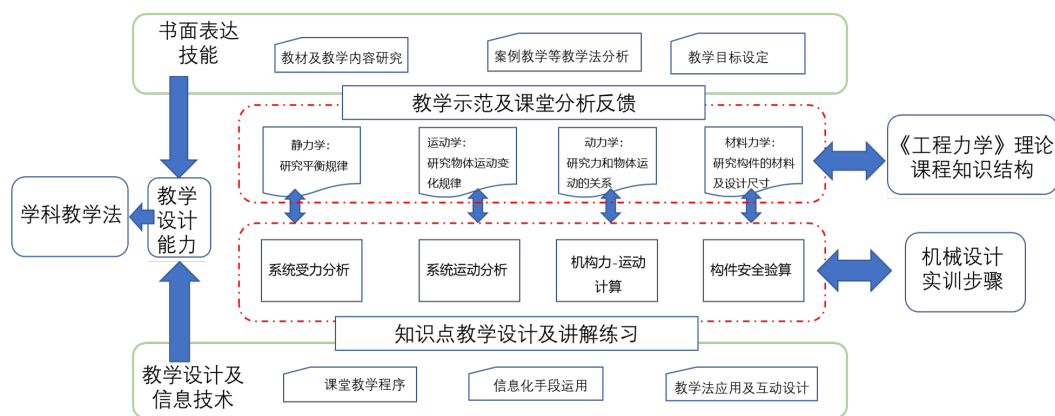 书面表达
技能
教材及教学内容研究
案例教学等教学法分析
教学目标设定
教学示范及课堂分析反馈
静力学：
研究平衡规律
运动学：
研究物体运动变
化规律
动力学：
研究力和物体运
动的关系
材料力学：
研究构件的材料
及设计尺寸
《工程力学》理论
课程知识结构
学科教学法
教学
设计
能力
系统受力分析
系统运动分析
机构力-运动
计算
构件安全验算
机械设计
实训步骤
知识点教学设计及讲解练习
教学设计及
信息技术
课堂教学程序
信息化手段运用
教学法应用及互动设计